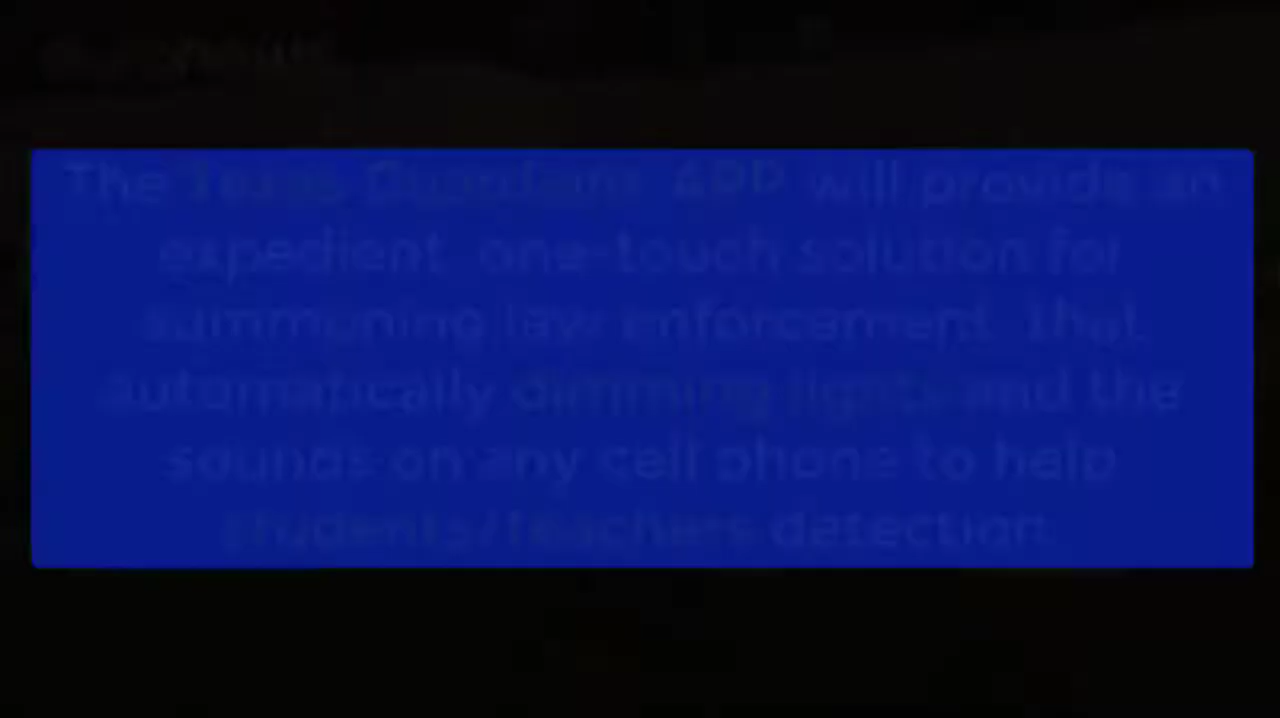 The Texas Guardians APP will provide an
expedient one-touch solution for
summoning law enforcement that
automatically dimming lights and the
sounds on any cell phone to help
students/teachers detection